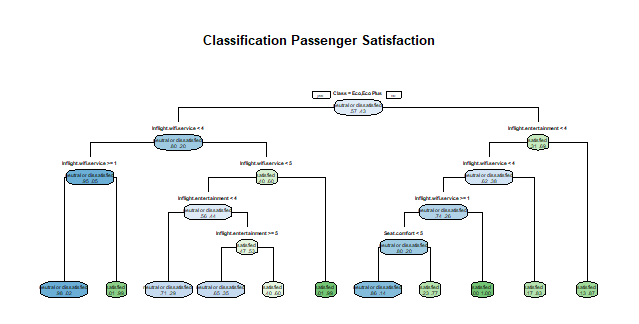 Classification Passenger Satisfaction
yes Class = Eco,Eco Plus no
neutral or dissatisfied
.57 .43
Inflight.wifi.service < 4 Inflight.entertainment < 4
neutral or dissatisfied satisfied
.80 .20 .31 .69
Inflight.wifi.service >= 1 Inflight.wifi.service < 5 Inflight.wifi.service < 4
neutral or dissatisfied satisfied neutral or dissatisfied
.95 .05 .40 .60 .62 .38
Inflight.entertainment < 4 Inflight.wifi.service >= 1
neutral or dissatisfied neutral or dissatisfied
.56 .44 .74 .26
Inflight.entertainment >= 5 Seat.comfort < 5
satisfied neutral or dissatisfied
.47 .53 .80 .20
neutral or dissatisfied satisfied neutral or dissatisfied neutral or dissatisfied satisfied satisfied neutral or dissatisfied satisfied satisfied satisfied satisfied
.98 .02 .01 .99 .71 .29 .65 .35 .40 .60 .01 .99 .86 .14 .23 .77 .00 1.00 .17 .83 .13 .87